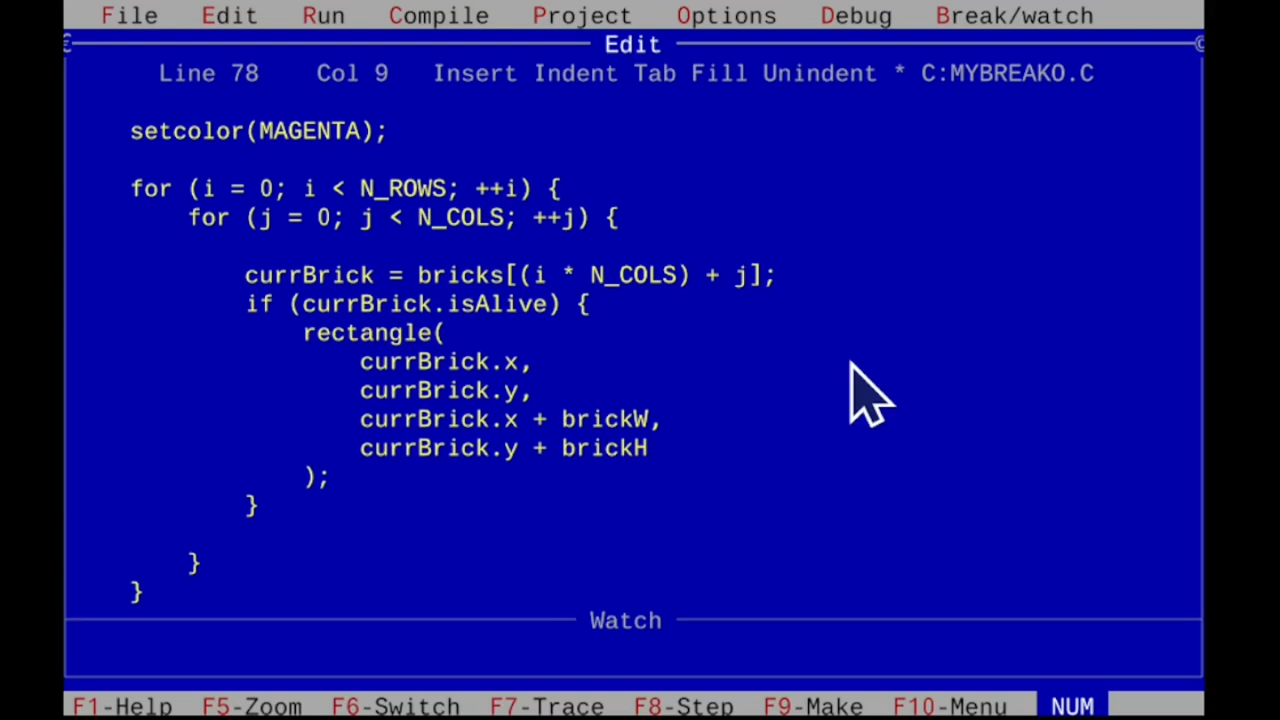 File Edit Run Compile Project Options Debug Break/watch
Edit
Line 78 Col 9 Insert Indent Tab Fill Unindent * C:MYBREAKO.C
setcolor(MAGENTA);
for (i = 0; i < N_ROWS; ++i) {
for (j = 0; j < N_COLS; ++j) {
currBrick = bricks[(i * N_COLS) + j];
if (currBrick.isAlive) {
rectangle(
currBrick.x,
currBrick.y,
currBrick.x + brickW,
currBrick.y + brickH
);
}
}
}
Watch
F1-Help F5-Zoom F6-Switch F7-Trace F8-Step F9-Make F10-Menu NUM